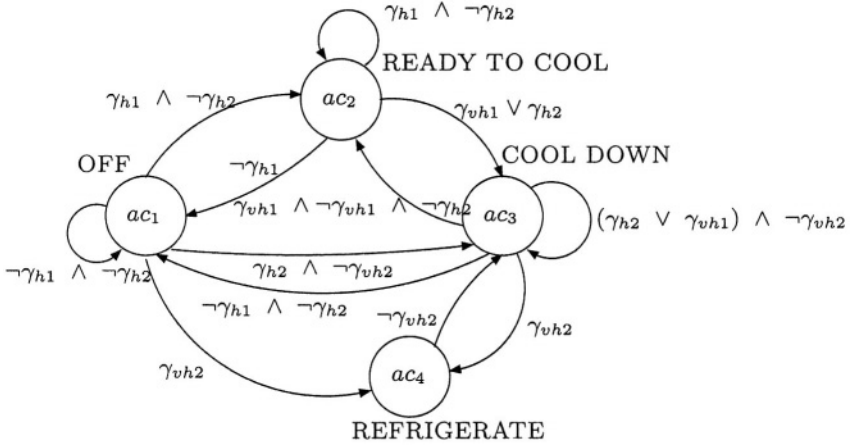 γh1 ∧ ¬γh2
READY TO COOL
γh1 ∧ ¬γh2
ac2
γvh1 ∨ γh2
OFF
¬γh1
COOL DOWN
ac1
γvh1 ∧ ¬γvh1 ∧ ¬γh2
ac3
(γh2 ∨ γvh1) ∧ ¬γvh2
¬γh1 ∧ ¬γh2
γh2 ∧ ¬γvh2
¬γh1 ∧ ¬γh2
¬γvh2
γvh2
γvh2
ac4
REFRIGERATE